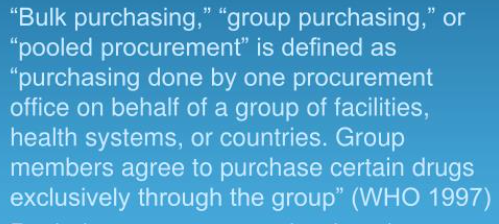 “Bulk purchasing,” “group purchasing,” or
“pooled procurement” is defined as
“purchasing done by one procurement
office on behalf of a group of facilities,
health systems, or countries. Group
members agree to purchase certain drugs
exclusively through the group” (WHO 1997)